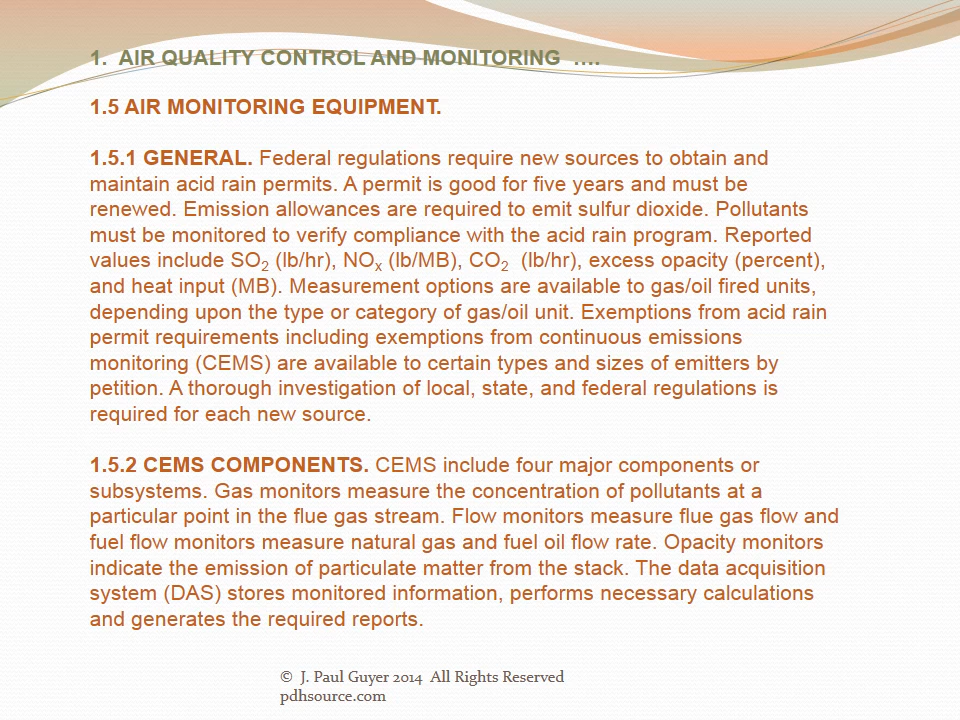 1.  AIR QUALITY CONTROL AND MONITORING  ….
1.5 AIR MONITORING EQUIPMENT.
1.5.1 GENERAL. Federal regulations require new sources to obtain and
maintain acid rain permits. A permit is good for five years and must be
renewed. Emission allowances are required to emit sulfur dioxide. Pollutants
must be monitored to verify compliance with the acid rain program. Reported
values include SO₂ (lb/hr), NOₓ (lb/MB), CO₂  (lb/hr), excess opacity (percent),
and heat input (MB). Measurement options are available to gas/oil fired units,
depending upon the type or category of gas/oil unit. Exemptions from acid rain
permit requirements including exemptions from continuous emissions
monitoring (CEMS) are available to certain types and sizes of emitters by
petition. A thorough investigation of local, state, and federal regulations is
required for each new source.
1.5.2 CEMS COMPONENTS. CEMS include four major components or
subsystems. Gas monitors measure the concentration of pollutants at a
particular point in the flue gas stream. Flow monitors measure flue gas flow and
fuel flow monitors measure natural gas and fuel oil flow rate. Opacity monitors
indicate the emission of particulate matter from the stack. The data acquisition
system (DAS) stores monitored information, performs necessary calculations
and generates the required reports.
©  J. Paul Guyer 2014  All Rights Reserved
pdhsource.com